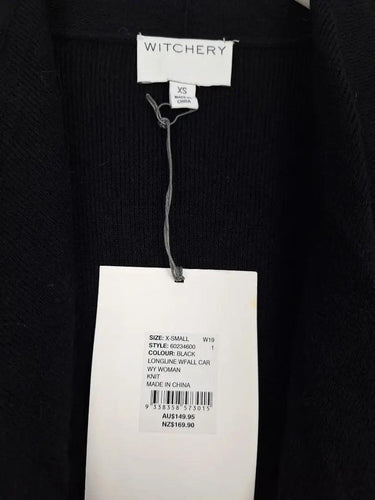 WITCHERY
XS
MADE IN
CHINA
SIZE: X-SMALL W19
STYLE: 60234600 1
COLOUR: BLACK
LONGLINE WFALL CAR
WY WOMAN
KNIT
MADE IN CHINA
9 338358 573015
AU$149.95
NZ$169.90